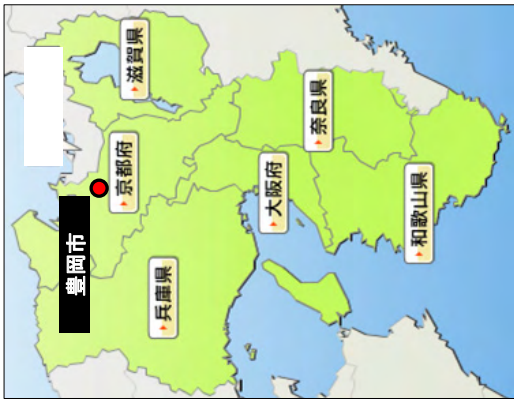 豊岡市
滋賀県
京都府
兵庫県
奈良県
大阪府
和歌山県